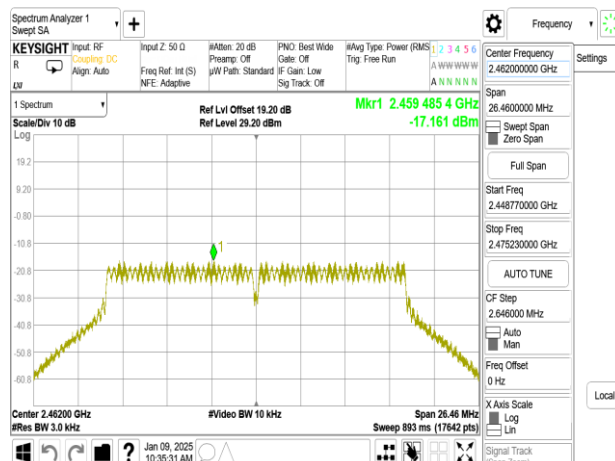 Spectrum Analyzer 1
Swept SA
Frequency
KEYSIGHT
R
Input: RF
Coupling: DC
Align: Auto
Input Z: 50 Ω
Freq Ref: Int (S)
NFE: Adaptive
#Atten: 20 dB
Preamp: Off
µW Path: Standard
PNO: Best Wide
Gate: Off
IF Gain: Low
Sig Track: Off
#Avg Type: Power (RMS
Trig: Free Run
1 2 3 4 5 6
A W W W W W
A N N N N N
1 Spectrum
Scale/Div 10 dB
Ref Lvl Offset 19.20 dB
Ref Level 29.20 dBm
Mkr1 2.459 485 4 GHz
-17.161 dBm
Log
19.2
9.20
-0.80
-10.8
-20.8
-30.8
-40.8
-50.8
-60.8
1
Center 2.46200 GHz
#Res BW 3.0 kHz
#Video BW 10 kHz
Span 26.46 MHz
Sweep 893 ms (17642 pts)
Jan 09, 2025
10:35:31 AM
Center Frequency
2.462000000 GHz
Span
26.4600000 MHz
Swept Span
Zero Span
Full Span
Start Freq
2.448770000 GHz
Stop Freq
2.475230000 GHz
AUTO TUNE
CF Step
2.646000 MHz
Auto
Man
Freq Offset
0 Hz
X Axis Scale
Log
Lin
Signal Track
Settings
Local